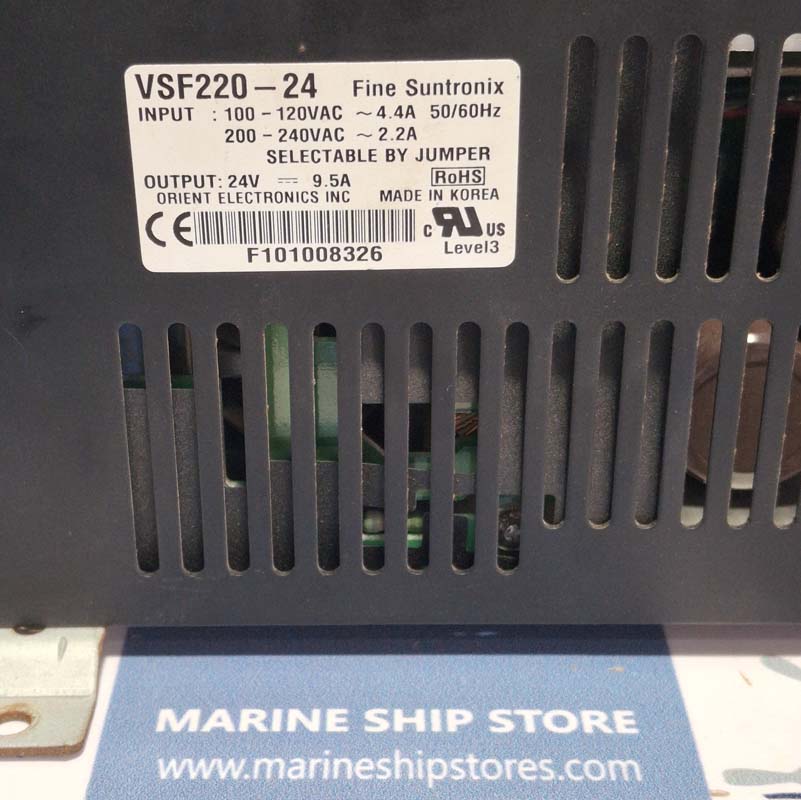 VSF220-24 Fine Suntronix
INPUT : 100-120VAC ~4.4A 50/60Hz
200-240VAC ~2.2A
SELECTABLE BY JUMPER
OUTPUT: 24V ⎓ 9.5A RoHS
ORIENT ELECTRONICS INC MADE IN KOREA
CE c RU US
F101008326 Level3
MARINE SHIP STORE
www.marineshipstores.com